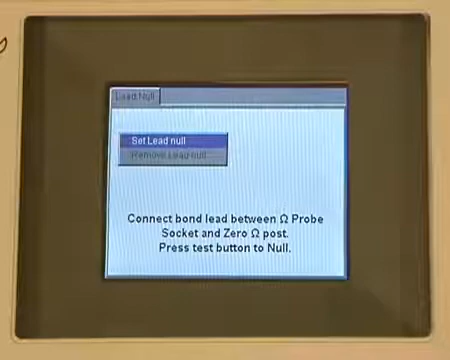 Lead Null
Set Lead null
Remove Lead null
Connect bond lead between Ω Probe
Socket and Zero Ω post.
Press test button to Null.